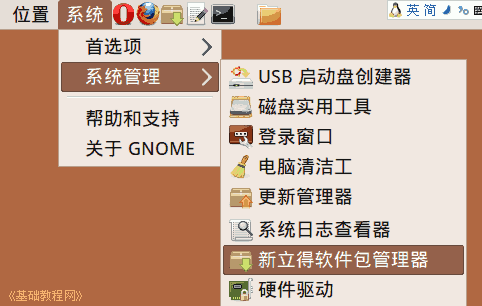 位置 系统 英 简
首选项
系统管理
帮助和支持
关于 GNOME
USB 启动盘创建器
磁盘实用工具
登录窗口
电脑清洁工
更新管理器
系统日志查看器
新立得软件包管理器
硬件驱动
《基础教程网》